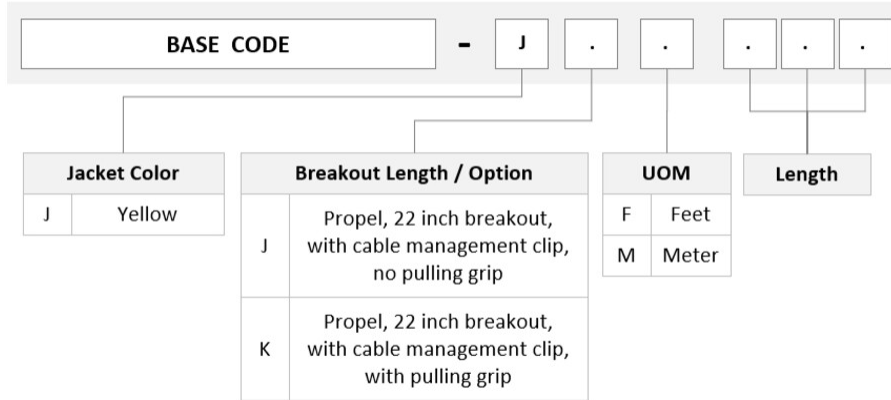 BASE CODE - J . . . . .
Jacket Color
J Yellow
Breakout Length / Option
J Propel, 22 inch breakout,
with cable management clip,
no pulling grip
K Propel, 22 inch breakout,
with cable management clip,
with pulling grip
UOM
F Feet
M Meter
Length